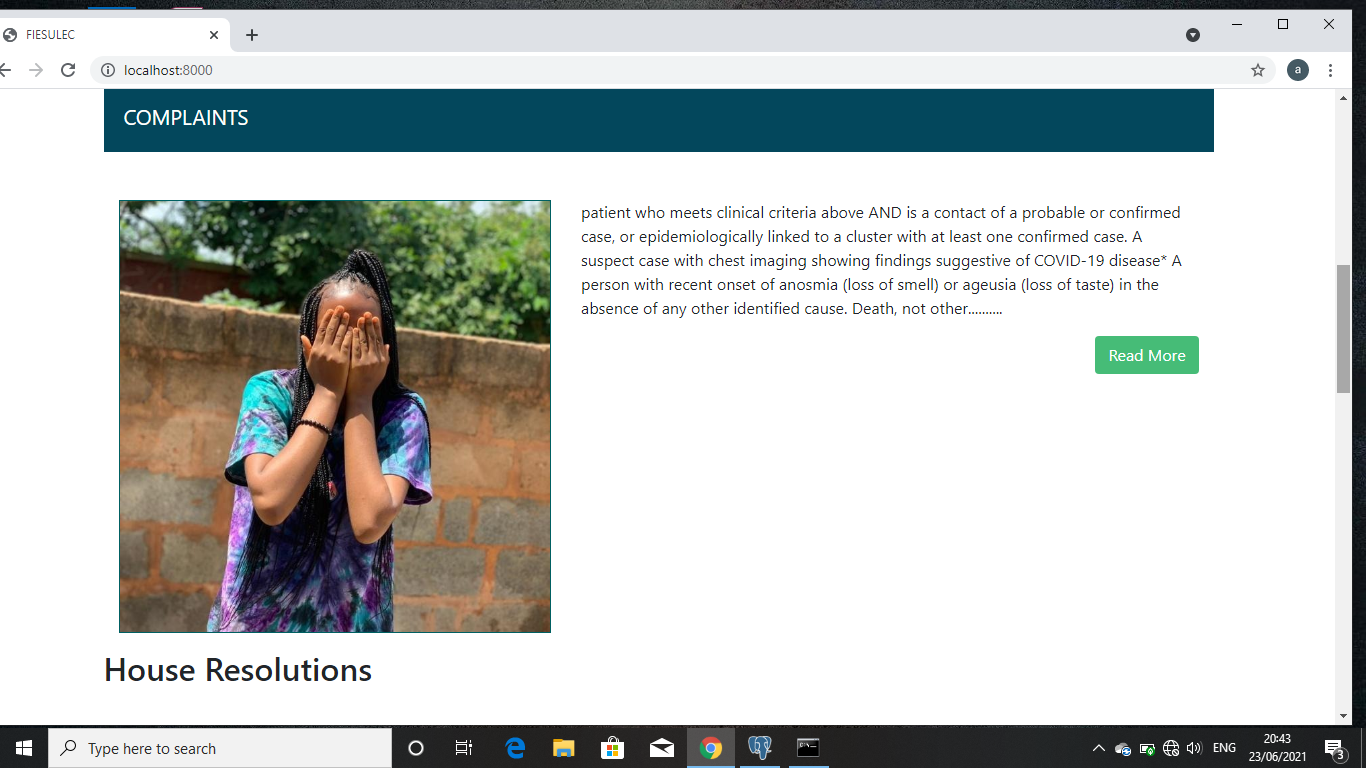 FIESULEC
localhost:8000
a
COMPLAINTS
patient who meets clinical criteria above AND is a contact of a probable or confirmed
case, or epidemiologically linked to a cluster with at least one confirmed case. A
suspect case with chest imaging showing findings suggestive of COVID-19 disease* A
person with recent onset of anosmia (loss of smell) or ageusia (loss of taste) in the
absence of any other identified cause. Death, not other..........
Read More
House Resolutions
Type here to search
ENG
20:43
23/06/2021
3